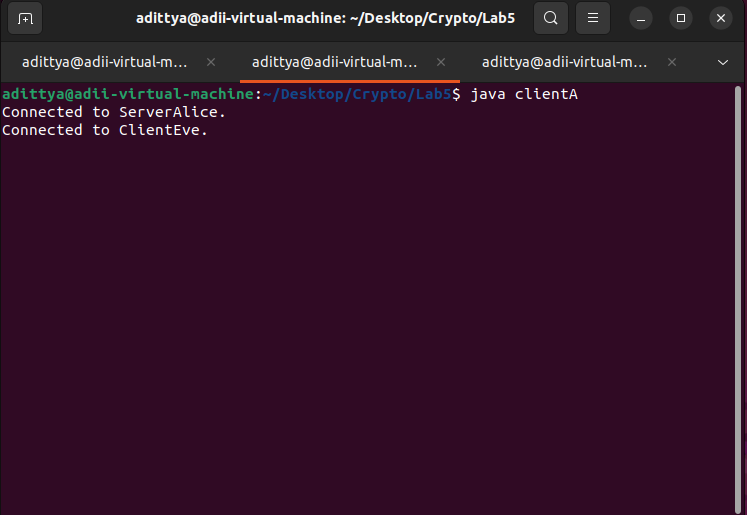 adittya@adii-virtual-machine: ~/Desktop/Crypto/Lab5
adittya@adii-virtual-m...
adittya@adii-virtual-m...
adittya@adii-virtual-m...
adittya@adii-virtual-machine:~/Desktop/Crypto/Lab5$ java clientA
Connected to ServerAlice.
Connected to ClientEve.